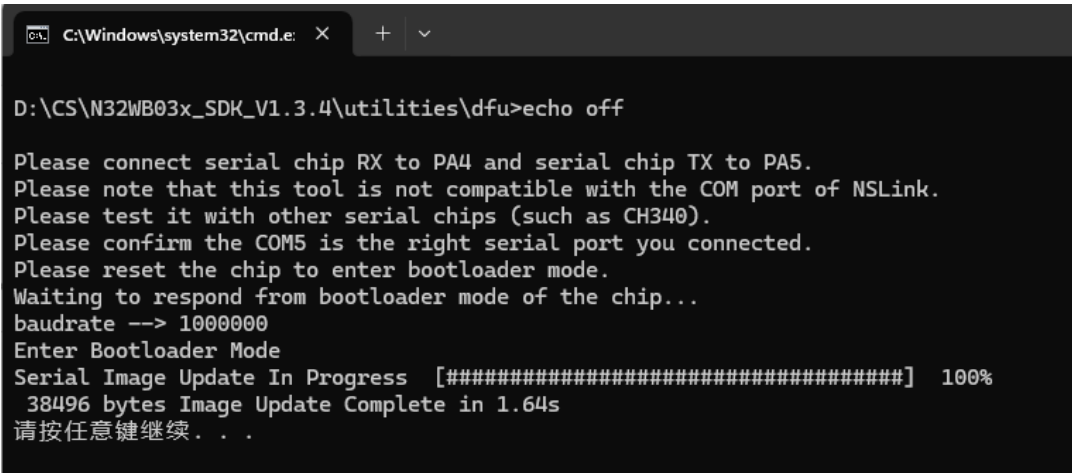 C:\Windows\system32\cmd.e:
D:\CS\N32WB03x_SDK_V1.3.4\utilities\dfu>echo off
Please connect serial chip RX to PA4 and serial chip TX to PA5.
Please note that this tool is not compatible with the COM port of NSLink.
Please test it with other serial chips (such as CH340).
Please confirm the COM5 is the right serial port you connected.
Please reset the chip to enter bootloader mode.
Waiting to respond from bootloader mode of the chip...
baudrate --> 1000000
Enter Bootloader Mode
Serial Image Update In Progress  [####################################]  100%
 38496 bytes Image Update Complete in 1.64s
请按任意键继续. . .